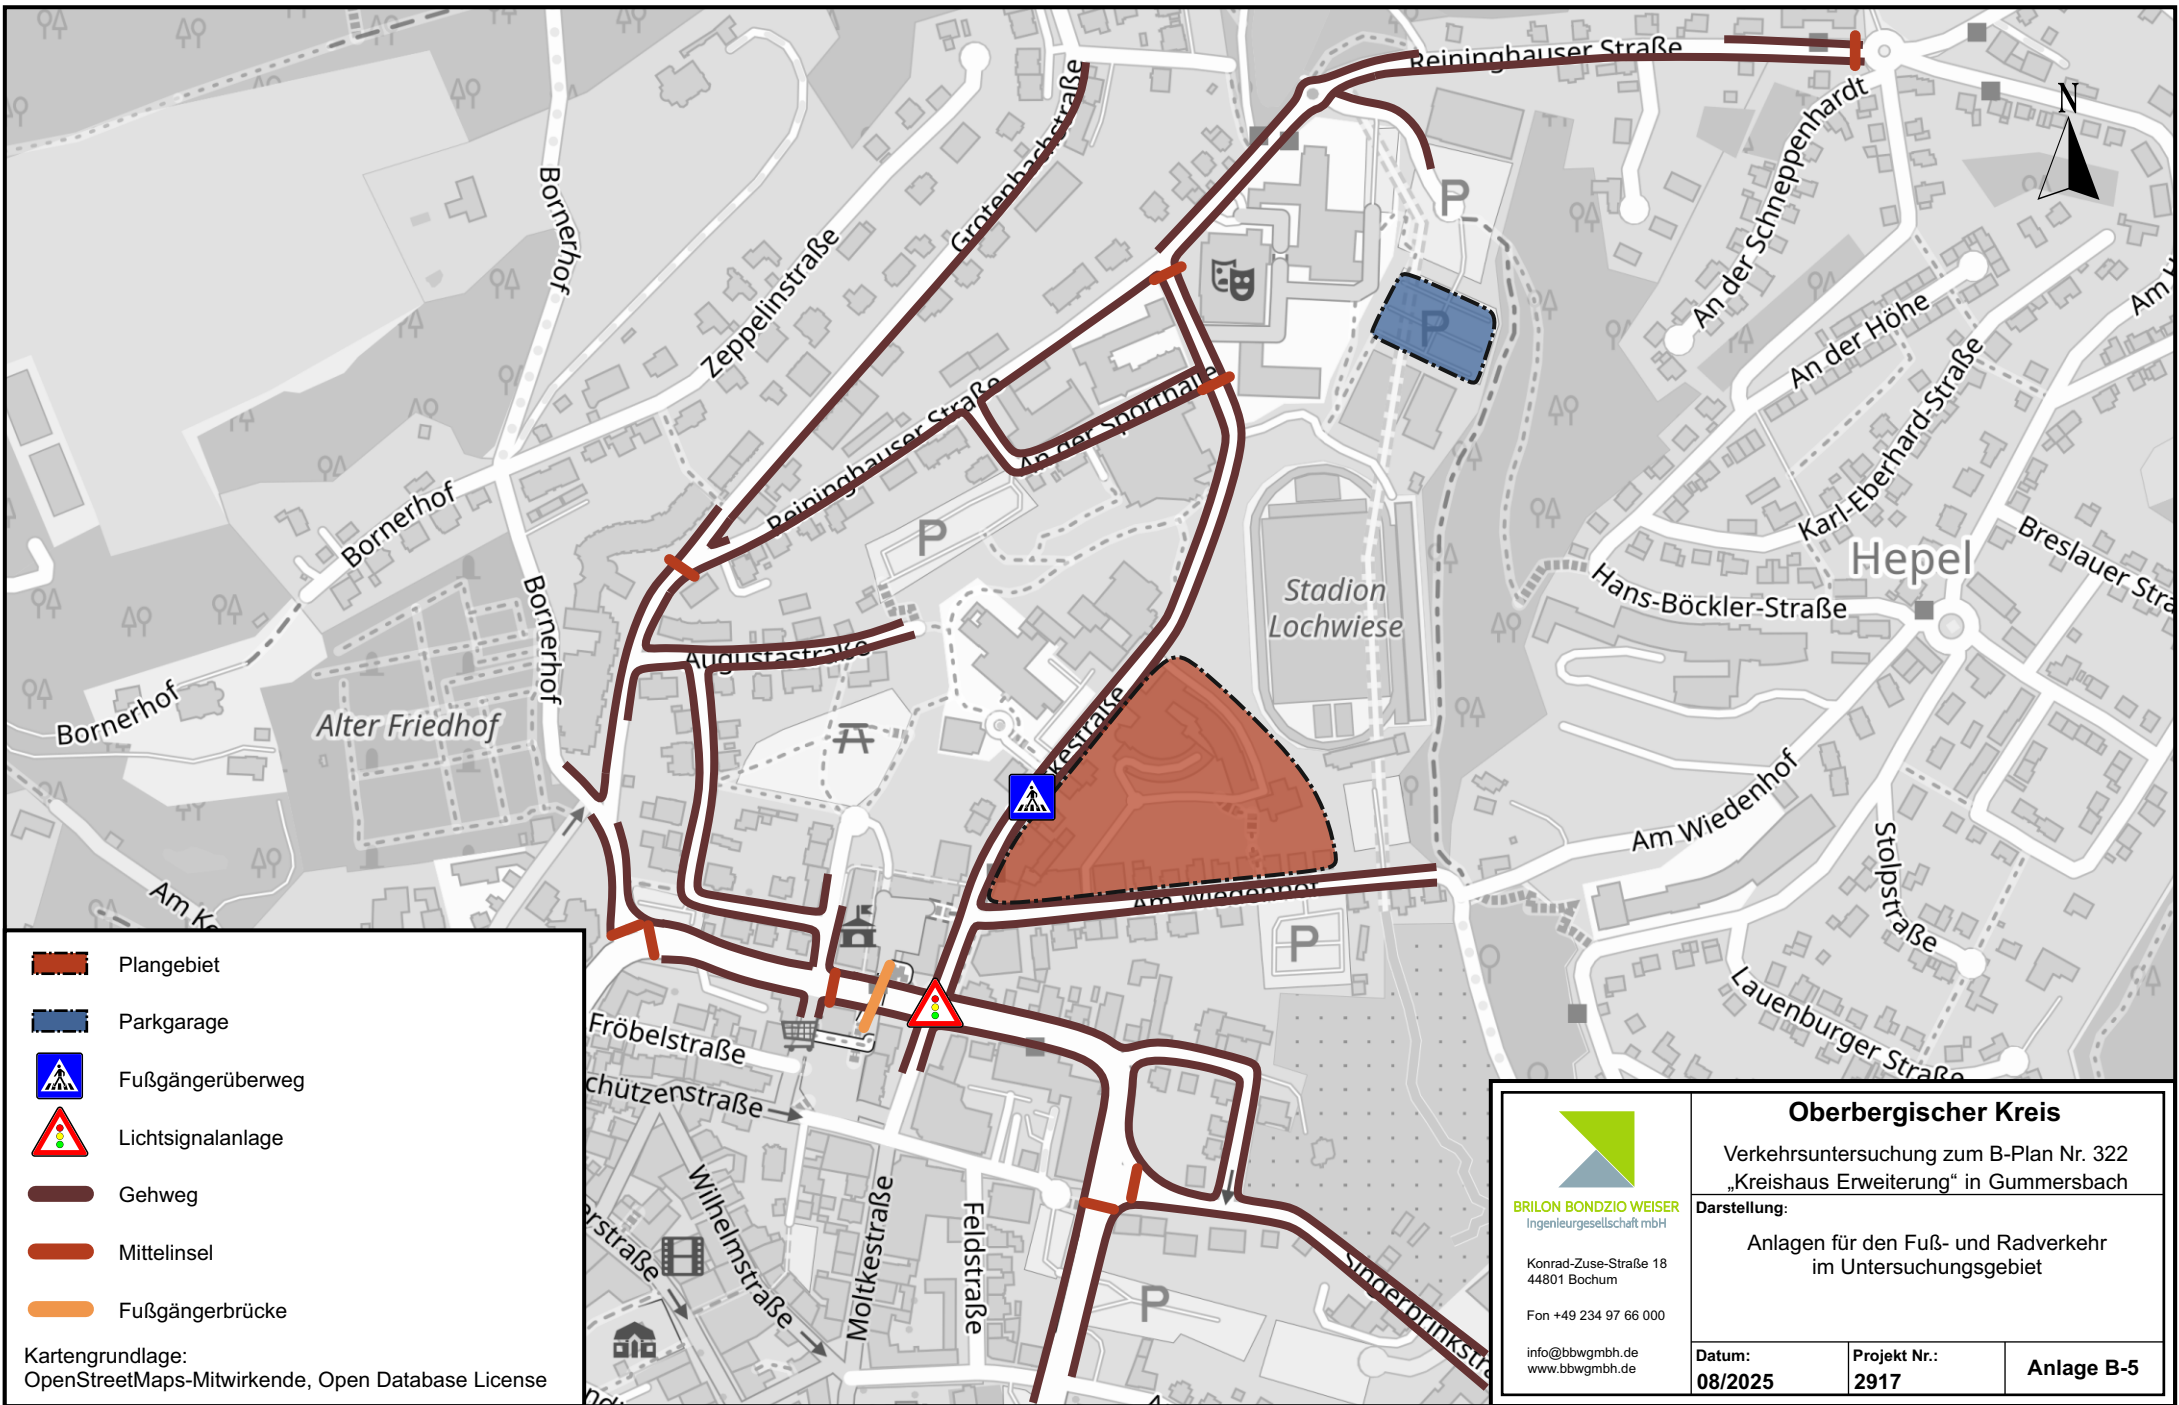 Reininghauser Straße
N
An der Schneppenhardt
Grotenbachstraße
Bornerhof
P
Zeppelinstraße
P
An der Höhe
Am
Karl-Eberhard-Straße
Reininghauser Straße
An der Sporthalle
Bornerhof
P
Hepel
Breslauer Stra
Stadion
Lochwiese
Hans-Böckler-Straße
Bornerhof
Augustastraße
Bornerhof
Alter Friedhof
kestraße
Am Wiedenhof
Stolpstraße
Am Wiedenhof
Am
P
Lauenburger Straße
Fröbelstraße
chützenstraße
Wilhelmstraße
Moltkestraße
Feldstraße
erstraße
P
Singerbrinkstra
Plangebiet
Parkgarage
Fußgängerüberweg
Lichtsignalanlage
Gehweg
Mittelinsel
Fußgängerbrücke
Kartengrundlage:
OpenStreetMaps-Mitwirkende, Open Database License
BRILON BONDZIO WEISER
Ingenieurgesellschaft mbH
Konrad-Zuse-Straße 18
44801 Bochum
Fon +49 234 97 66 000
info@bbwgmbh.de
www.bbwgmbh.de
Oberbergischer Kreis
Verkehrsuntersuchung zum B-Plan Nr. 322
„Kreishaus Erweiterung“ in Gummersbach
Darstellung:
Anlagen für den Fuß- und Radverkehr
im Untersuchungsgebiet
Datum:
08/2025
Projekt Nr.:
2917
Anlage B-5